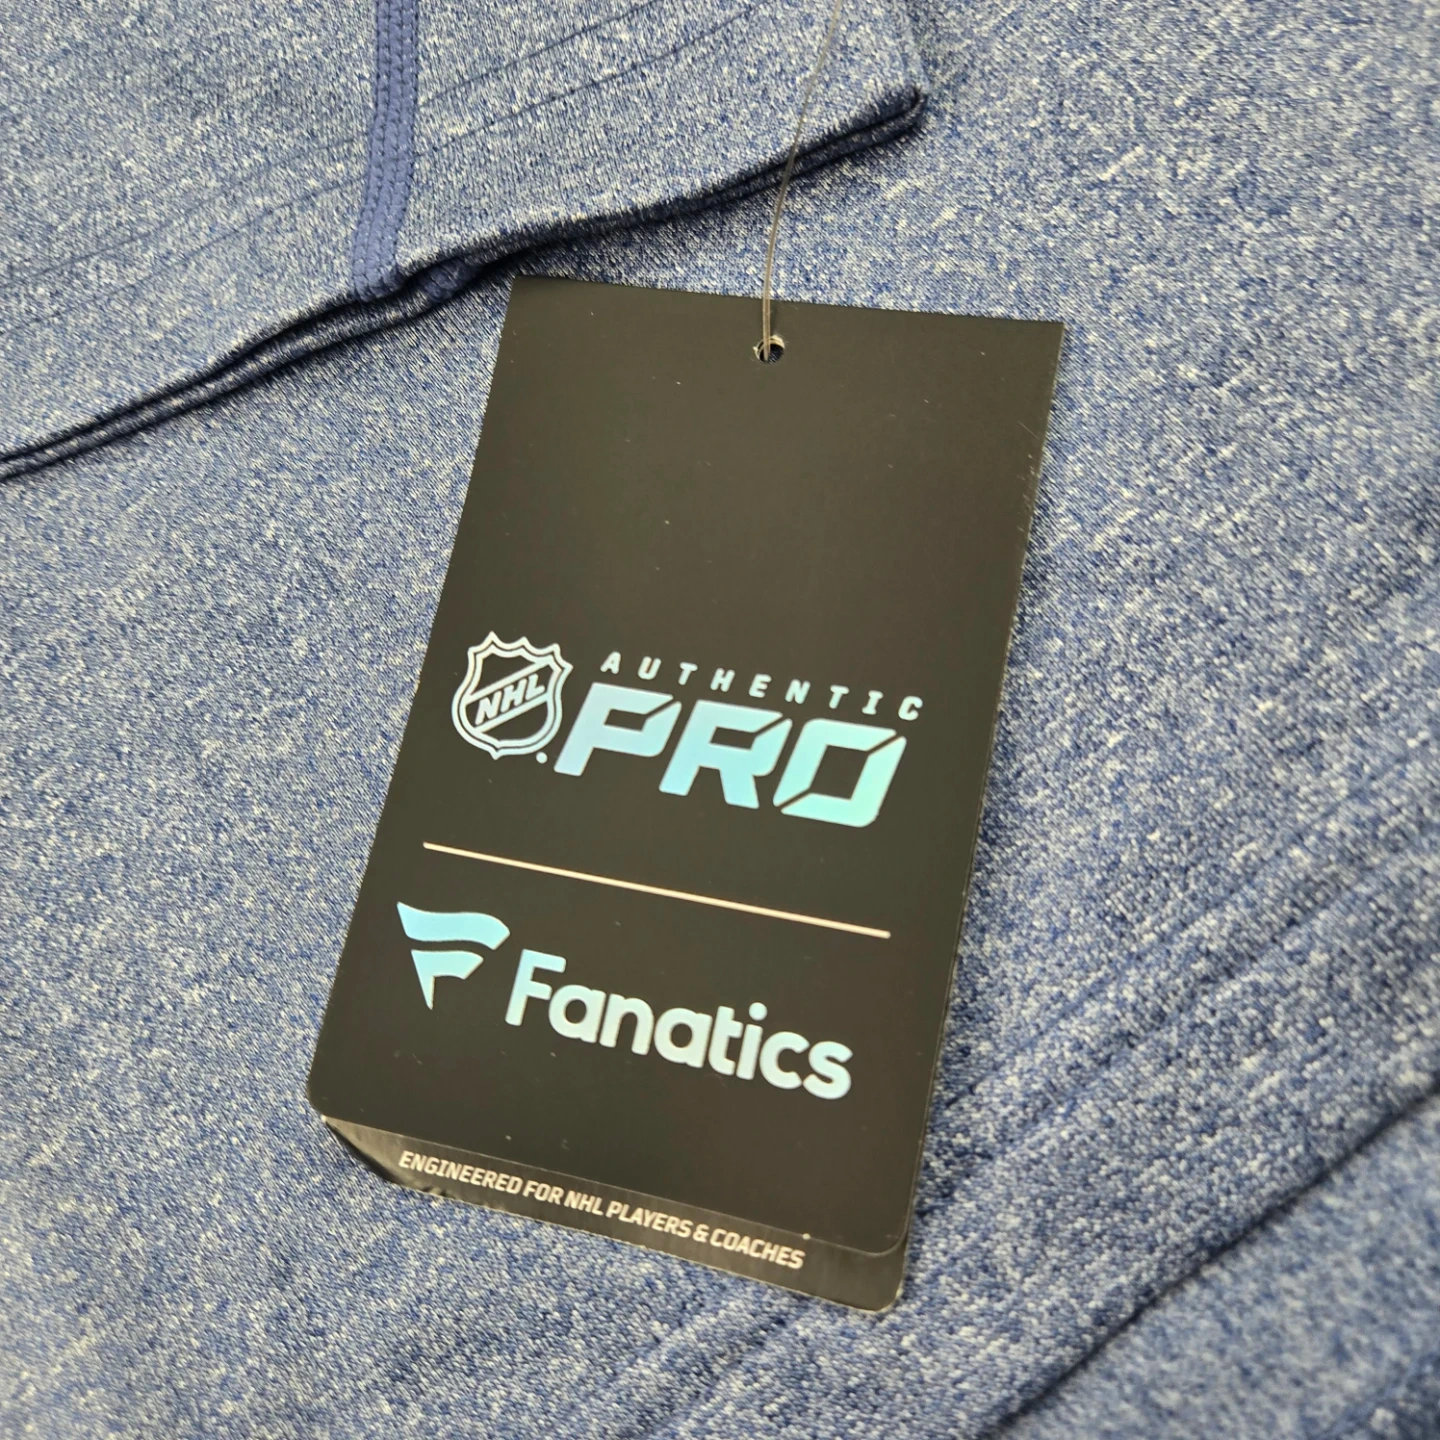 NHL
AUTHENTIC
PRO
Fanatics
ENGINEERED FOR NHL PLAYERS & COACHES